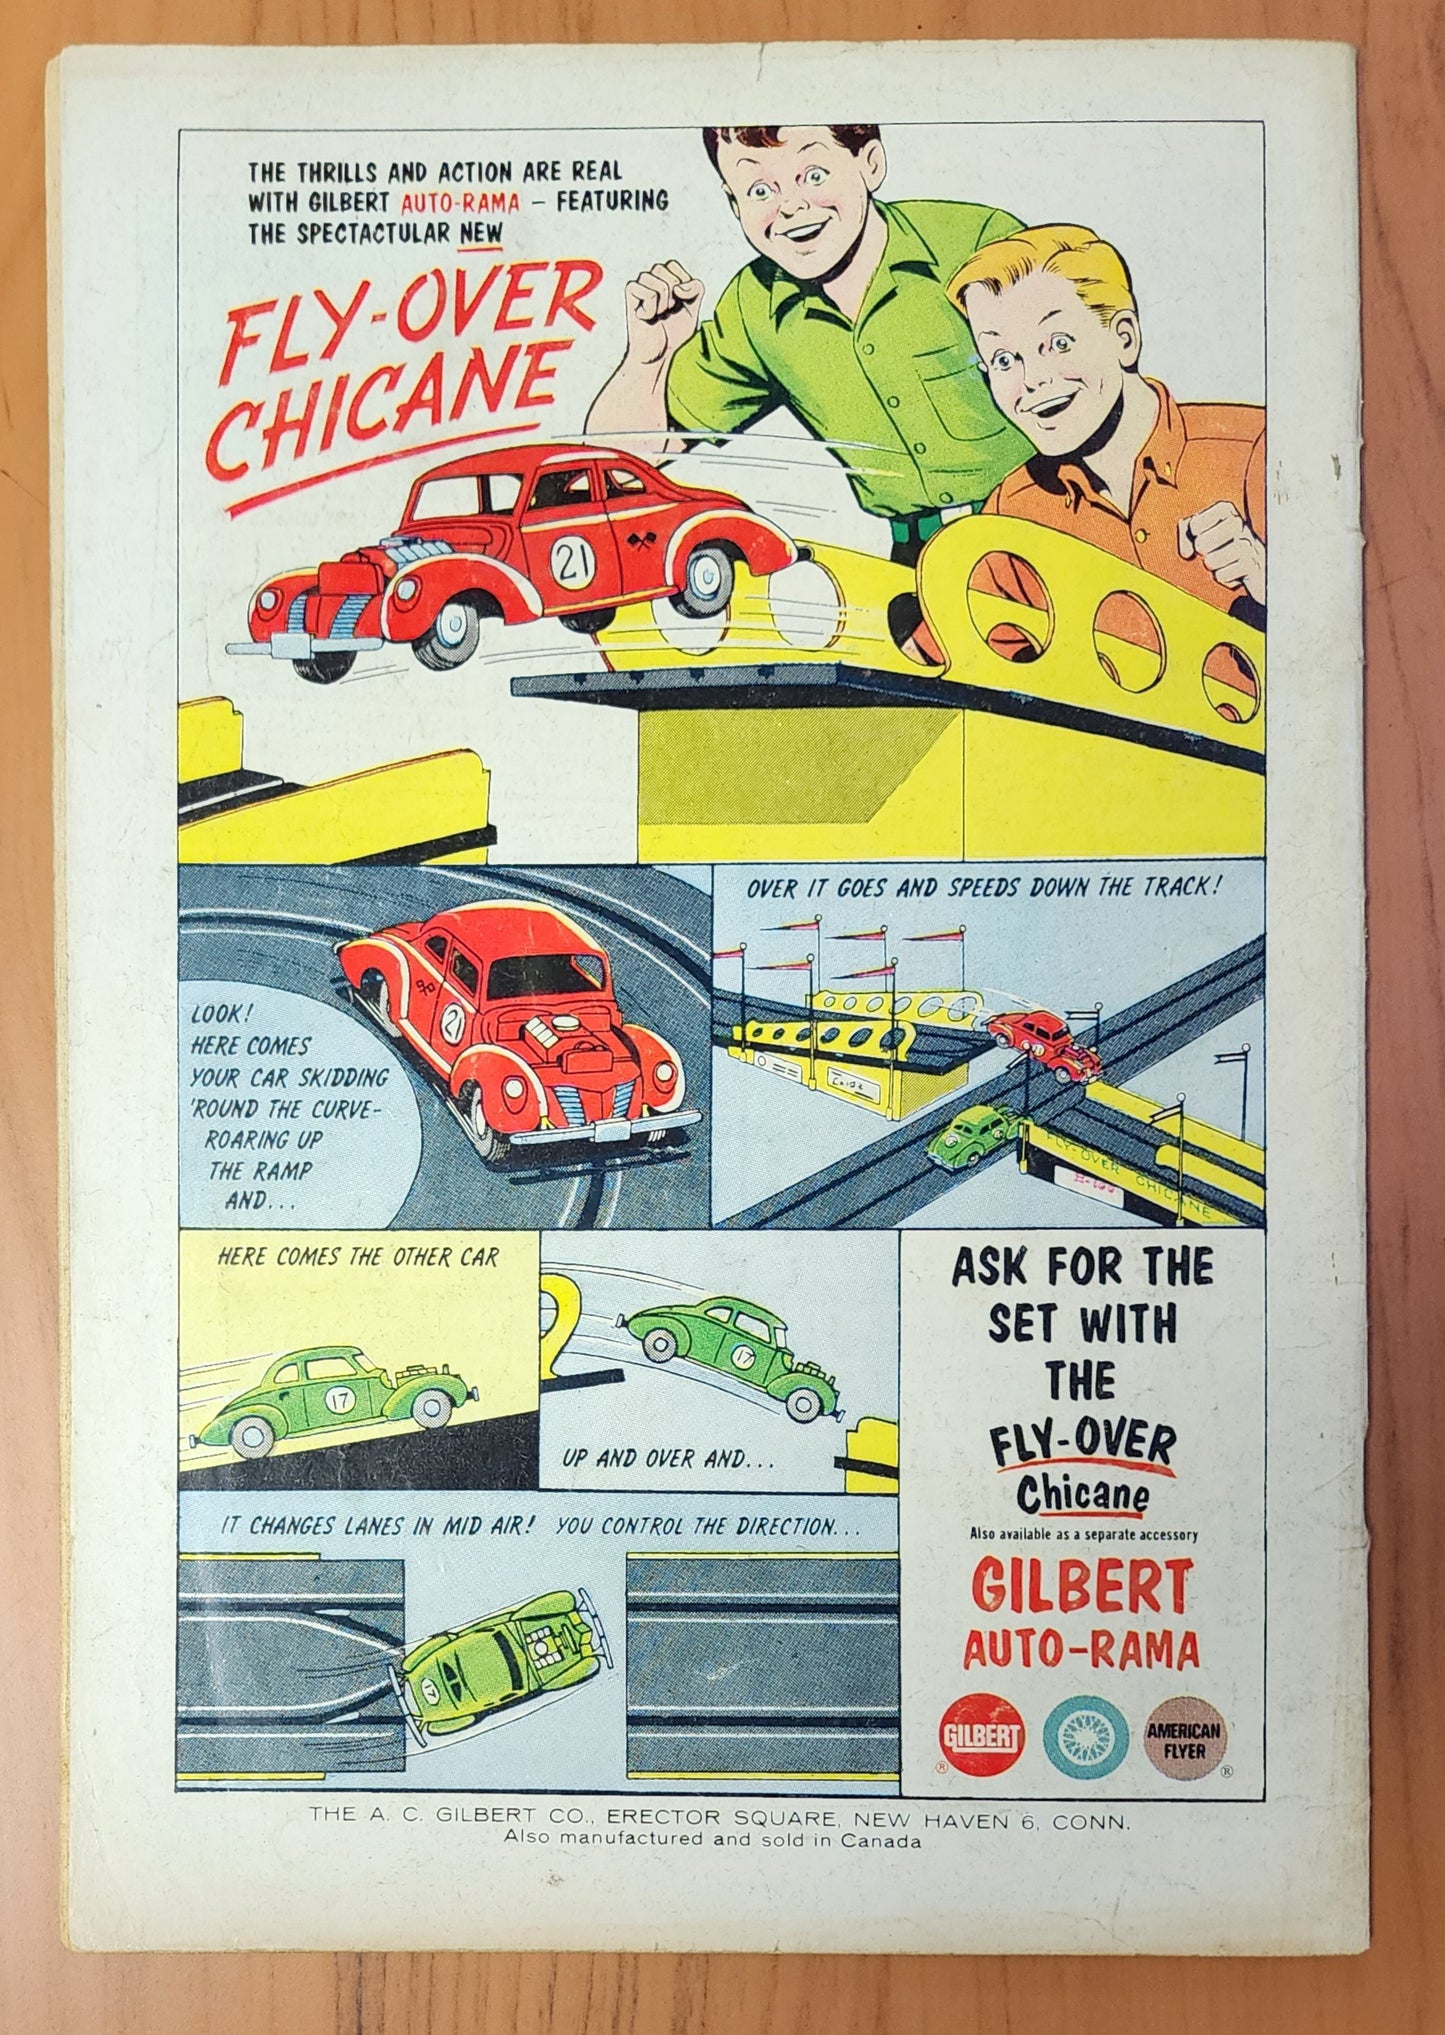 THE THRILLS AND ACTION ARE REAL
WITH GILBERT AUTO-RAMA – FEATURING
THE SPECTACTULAR NEW
FLY-OVER
CHICANE
21
OVER IT GOES AND SPEEDS DOWN THE TRACK!
LOOK!
HERE COMES
YOUR CAR SKIDDING
'ROUND THE CURVE-
ROARING UP
THE RAMP
AND...
21
FLY-OVER CHICANE
HERE COMES THE OTHER CAR
17
17
UP AND OVER AND...
IT CHANGES LANES IN MID AIR! YOU CONTROL THE DIRECTION...
17
ASK FOR THE
SET WITH
THE
FLY-OVER
Chicane
Also available as a separate accessory
GILBERT
AUTO-RAMA
GILBERT
®
AMERICAN
FLYER
®
THE A. C. GILBERT CO., ERECTOR SQUARE, NEW HAVEN 6, CONN.
Also manufactured and sold in Canada